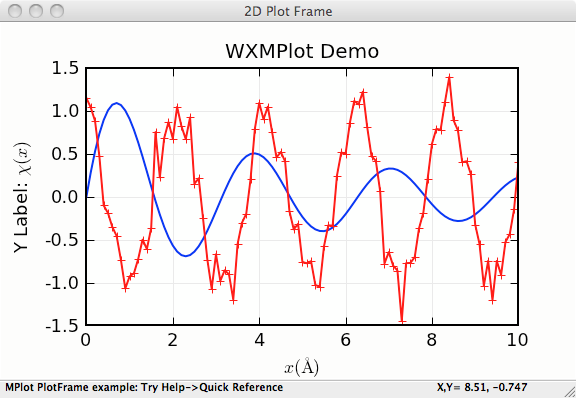 2D Plot Frame
WXMPlot Demo
1.5
1.0
0.5
0.0
-0.5
-1.0
-1.5
Y Label: χ(x)
0 2 4 6 8 10
x(Å)
MPlot PlotFrame example: Try Help->Quick Reference X,Y= 8.51, -0.747